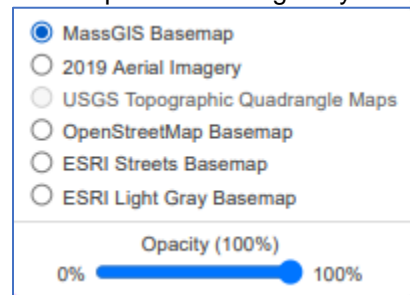 MassGIS Basemap
2019 Aerial Imagery
USGS Topographic Quadrangle Maps
OpenStreetMap Basemap
ESRI Streets Basemap
ESRI Light Gray Basemap
Opacity (100%)
0% 100%